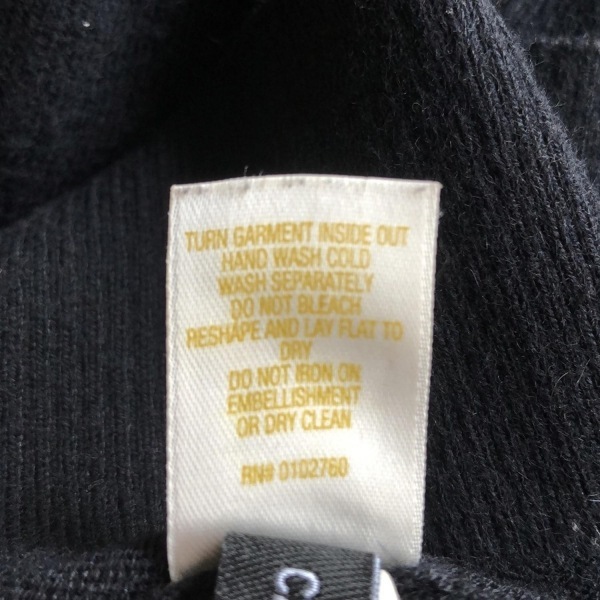 TURN GARMENT INSIDE OUT
HAND WASH COLD
WASH SEPARATELY
DO NOT BLEACH
RESHAPE AND LAY FLAT TO
DRY
DO NOT IRON ON
EMBELLISHMENT
OR DRY CLEAN
RN# 0102760